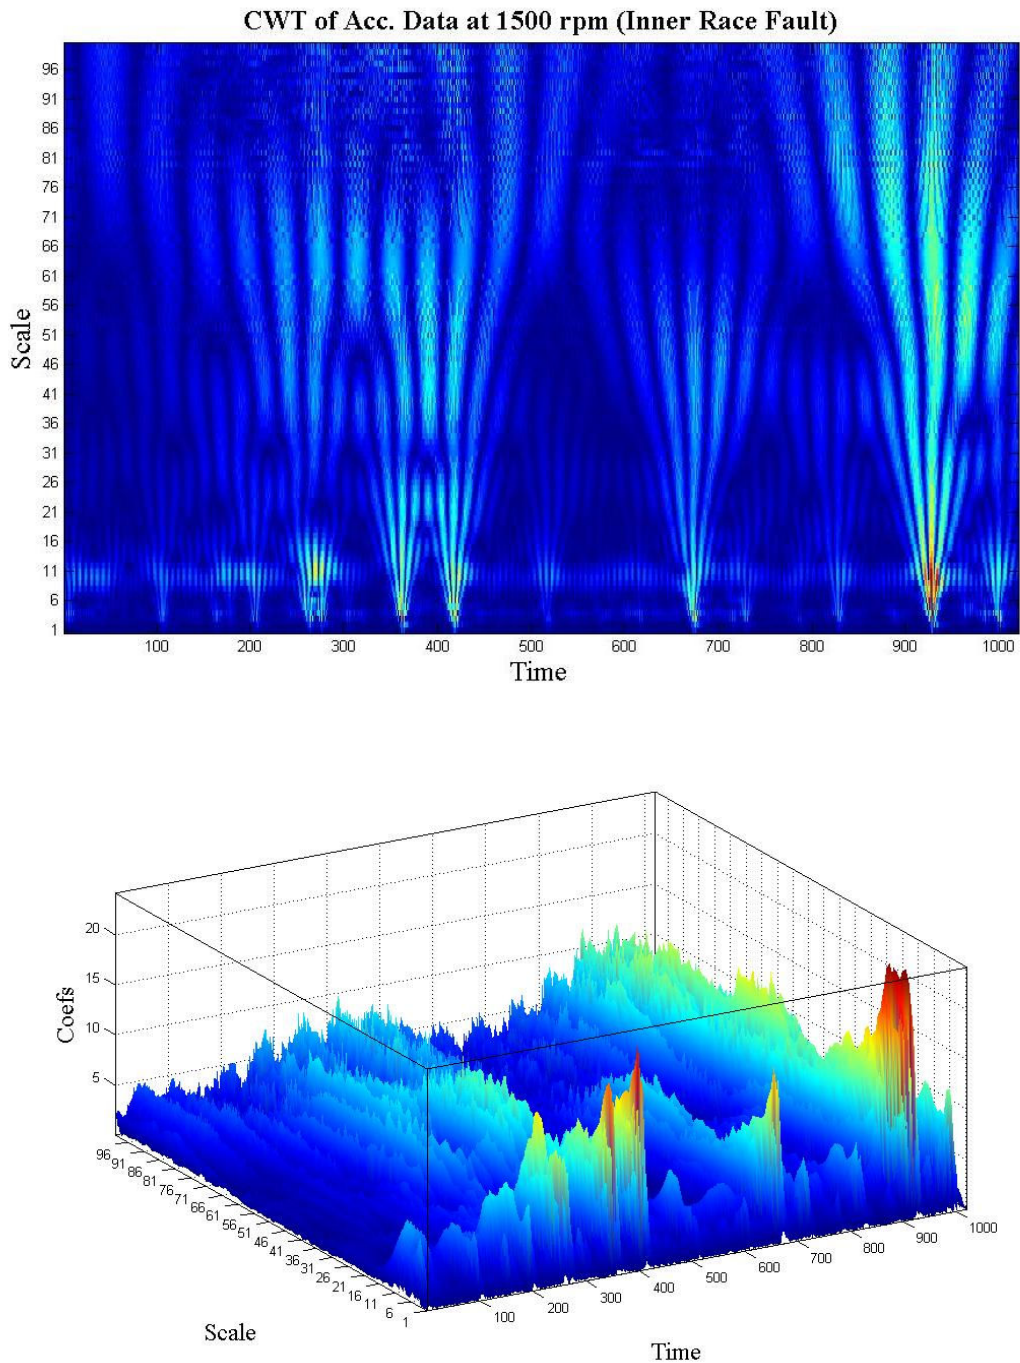 CWT of Acc. Data at 1500 rpm (Inner Race Fault)
96
91
86
81
76
71
66
61
56
51
46
41
36
31
26
21
16
11
6
1
Scale
100 200 300 400 500 600 700 800 900 1000
Time
20
15
10
5
Coefs
96 91 86 81 76 71 66 61 56 51 46 41 36 31 26 21 16 11 6 1
Scale
100 200 300 400 500 600 700 800 900 1000
Time